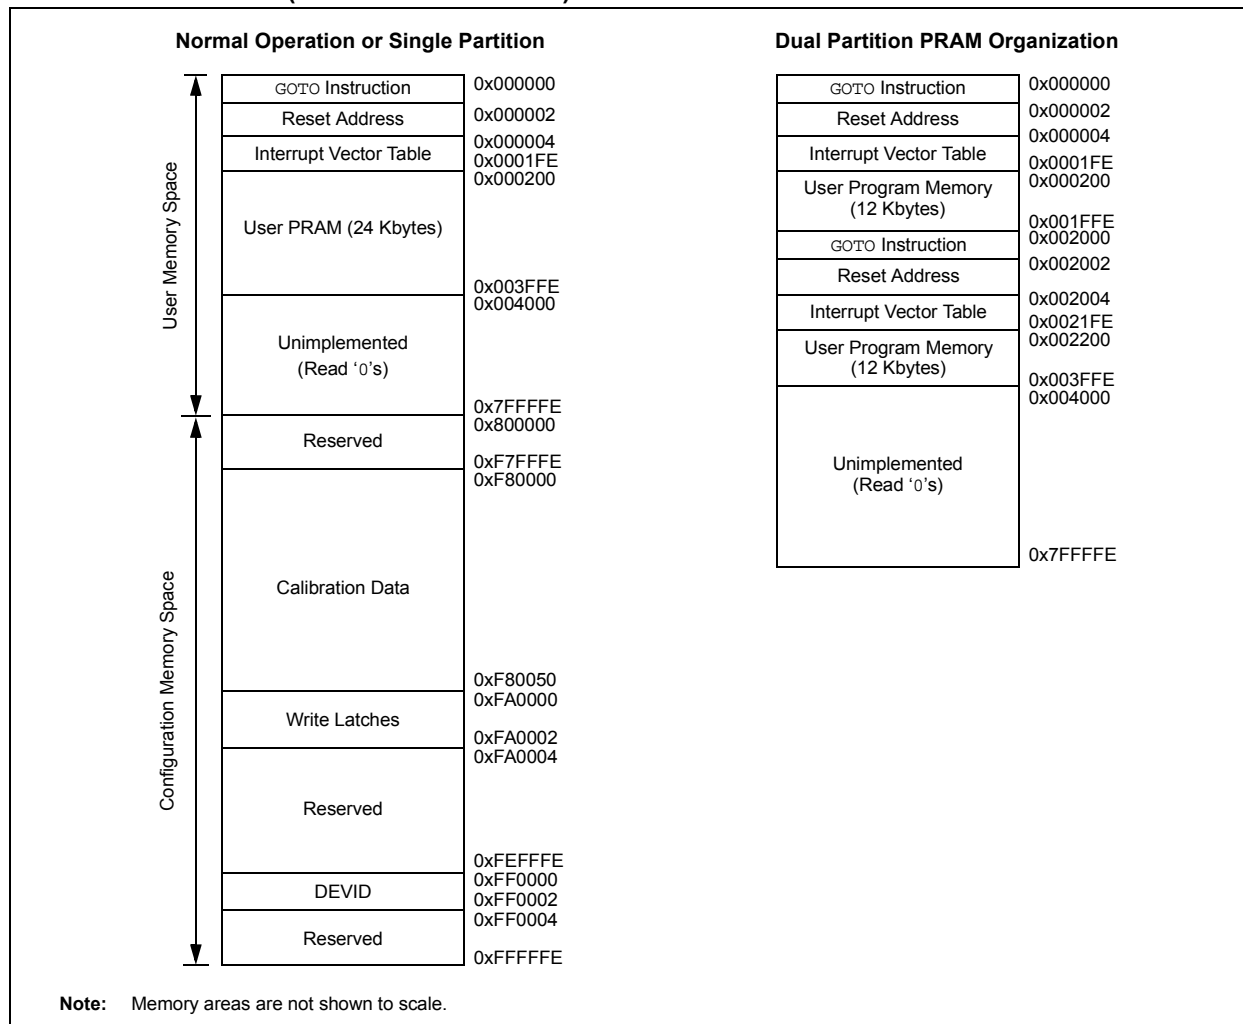 Normal Operation or Single Partition
GOTO Instruction
0x000000
Reset Address
0x000002
0x000004
Interrupt Vector Table
0x0001FE
0x000200
User PRAM (24 Kbytes)
0x003FFE
0x004000
Unimplemented
(Read ‘0’s)
0x7FFFFE
0x800000
Reserved
0xF7FFFE
0xF80000
Calibration Data
0xF80050
0xFA0000
Write Latches
0xFA0002
0xFA0004
Reserved
0xFEFFFE
0xFF0000
DEVID
0xFF0002
0xFF0004
Reserved
0xFFFFFE
User Memory Space
Configuration Memory Space
Dual Partition PRAM Organization
GOTO Instruction
0x000000
Reset Address
0x000002
0x000004
Interrupt Vector Table
0x0001FE
0x000200
User Program Memory
(12 Kbytes)
0x001FFE
0x002000
GOTO Instruction
0x002002
Reset Address
0x002004
Interrupt Vector Table
0x0021FE
0x002200
User Program Memory
(12 Kbytes)
0x003FFE
0x004000
Unimplemented
(Read ‘0’s)
0x7FFFFE
Note: Memory areas are not shown to scale.